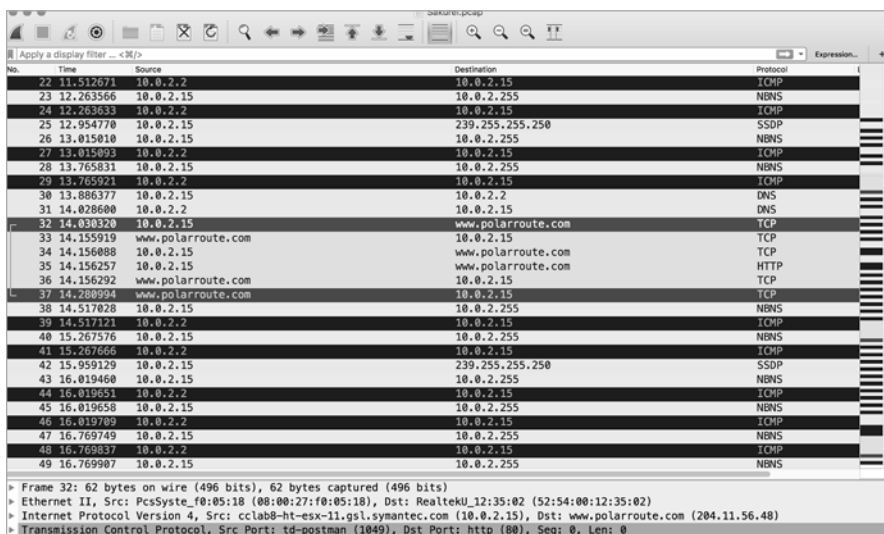 Sakurel.pcap
Apply a display filter ... <⌘/>
Expression...
+
No. Time Source Destination Protocol
22 11.512671 10.0.2.2 10.0.2.15 ICMP
23 12.263566 10.0.2.15 10.0.2.255 NBNS
24 12.263633 10.0.2.2 10.0.2.15 ICMP
25 12.954770 10.0.2.15 239.255.255.250 SSDP
26 13.015010 10.0.2.15 10.0.2.255 NBNS
27 13.015093 10.0.2.2 10.0.2.15 ICMP
28 13.765831 10.0.2.15 10.0.2.255 NBNS
29 13.765921 10.0.2.2 10.0.2.15 ICMP
30 13.886377 10.0.2.15 10.0.2.2 DNS
31 14.028600 10.0.2.2 10.0.2.15 DNS
32 14.030320 10.0.2.15 www.polarroute.com TCP
33 14.155919 www.polarroute.com 10.0.2.15 TCP
34 14.156088 10.0.2.15 www.polarroute.com TCP
35 14.156257 10.0.2.15 www.polarroute.com HTTP
36 14.156292 www.polarroute.com 10.0.2.15 TCP
37 14.280994 www.polarroute.com 10.0.2.15 TCP
38 14.517028 10.0.2.15 10.0.2.255 NBNS
39 14.517121 10.0.2.2 10.0.2.15 ICMP
40 15.267576 10.0.2.15 10.0.2.255 NBNS
41 15.267666 10.0.2.2 10.0.2.15 ICMP
42 15.959129 10.0.2.15 239.255.255.250 SSDP
43 16.019460 10.0.2.15 10.0.2.255 NBNS
44 16.019651 10.0.2.2 10.0.2.15 ICMP
45 16.019658 10.0.2.15 10.0.2.255 NBNS
46 16.019709 10.0.2.2 10.0.2.15 ICMP
47 16.769749 10.0.2.15 10.0.2.255 NBNS
48 16.769837 10.0.2.2 10.0.2.15 ICMP
49 16.769907 10.0.2.15 10.0.2.255 NBNS
Frame 32: 62 bytes on wire (496 bits), 62 bytes captured (496 bits)
Ethernet II, Src: PcsSyste_f0:05:18 (08:00:27:f0:05:18), Dst: RealtekU_12:35:02 (52:54:00:12:35:02)
Internet Protocol Version 4, Src: cclab8-ht-esx-11.gsl.symantec.com (10.0.2.15), Dst: www.polarroute.com (204.11.56.48)
Transmission Control Protocol, Src Port: td-postman (1049), Dst Port: http (80), Seq: 0, Len: 0